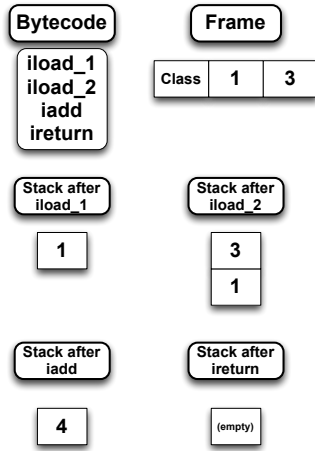 Bytecode
Frame
iload_1
iload_2
iadd
ireturn
Class 1 3
Stack after
iload_1
Stack after
iload_2
1
3
1
Stack after
iadd
Stack after
ireturn
4
(empty)